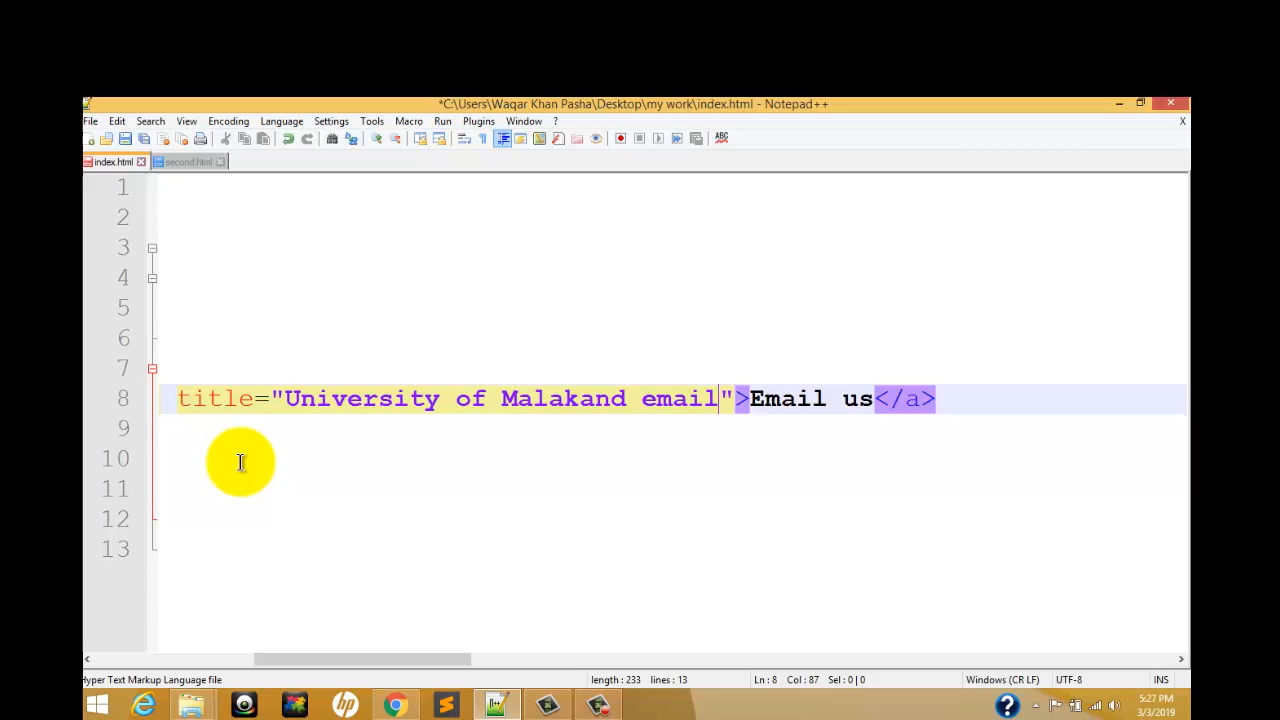 *C:\Users\Waqar Khan Pasha\Desktop\my work\index.html - Notepad++
File Edit Search View Encoding Language Settings Tools Macro Run Plugins Window ? X
ABC
index.html second.html
1
2
3
4
5
6
7
8 title="University of Malakand email">Email us</a>
9
10
11
12
13
Hyper Text Markup Language file length : 233 lines : 13 Ln : 8 Col : 87 Sel : 0 | 0 Windows (CR LF) UTF-8 INS
hp n++ ? 5:27 PM
3/3/2019